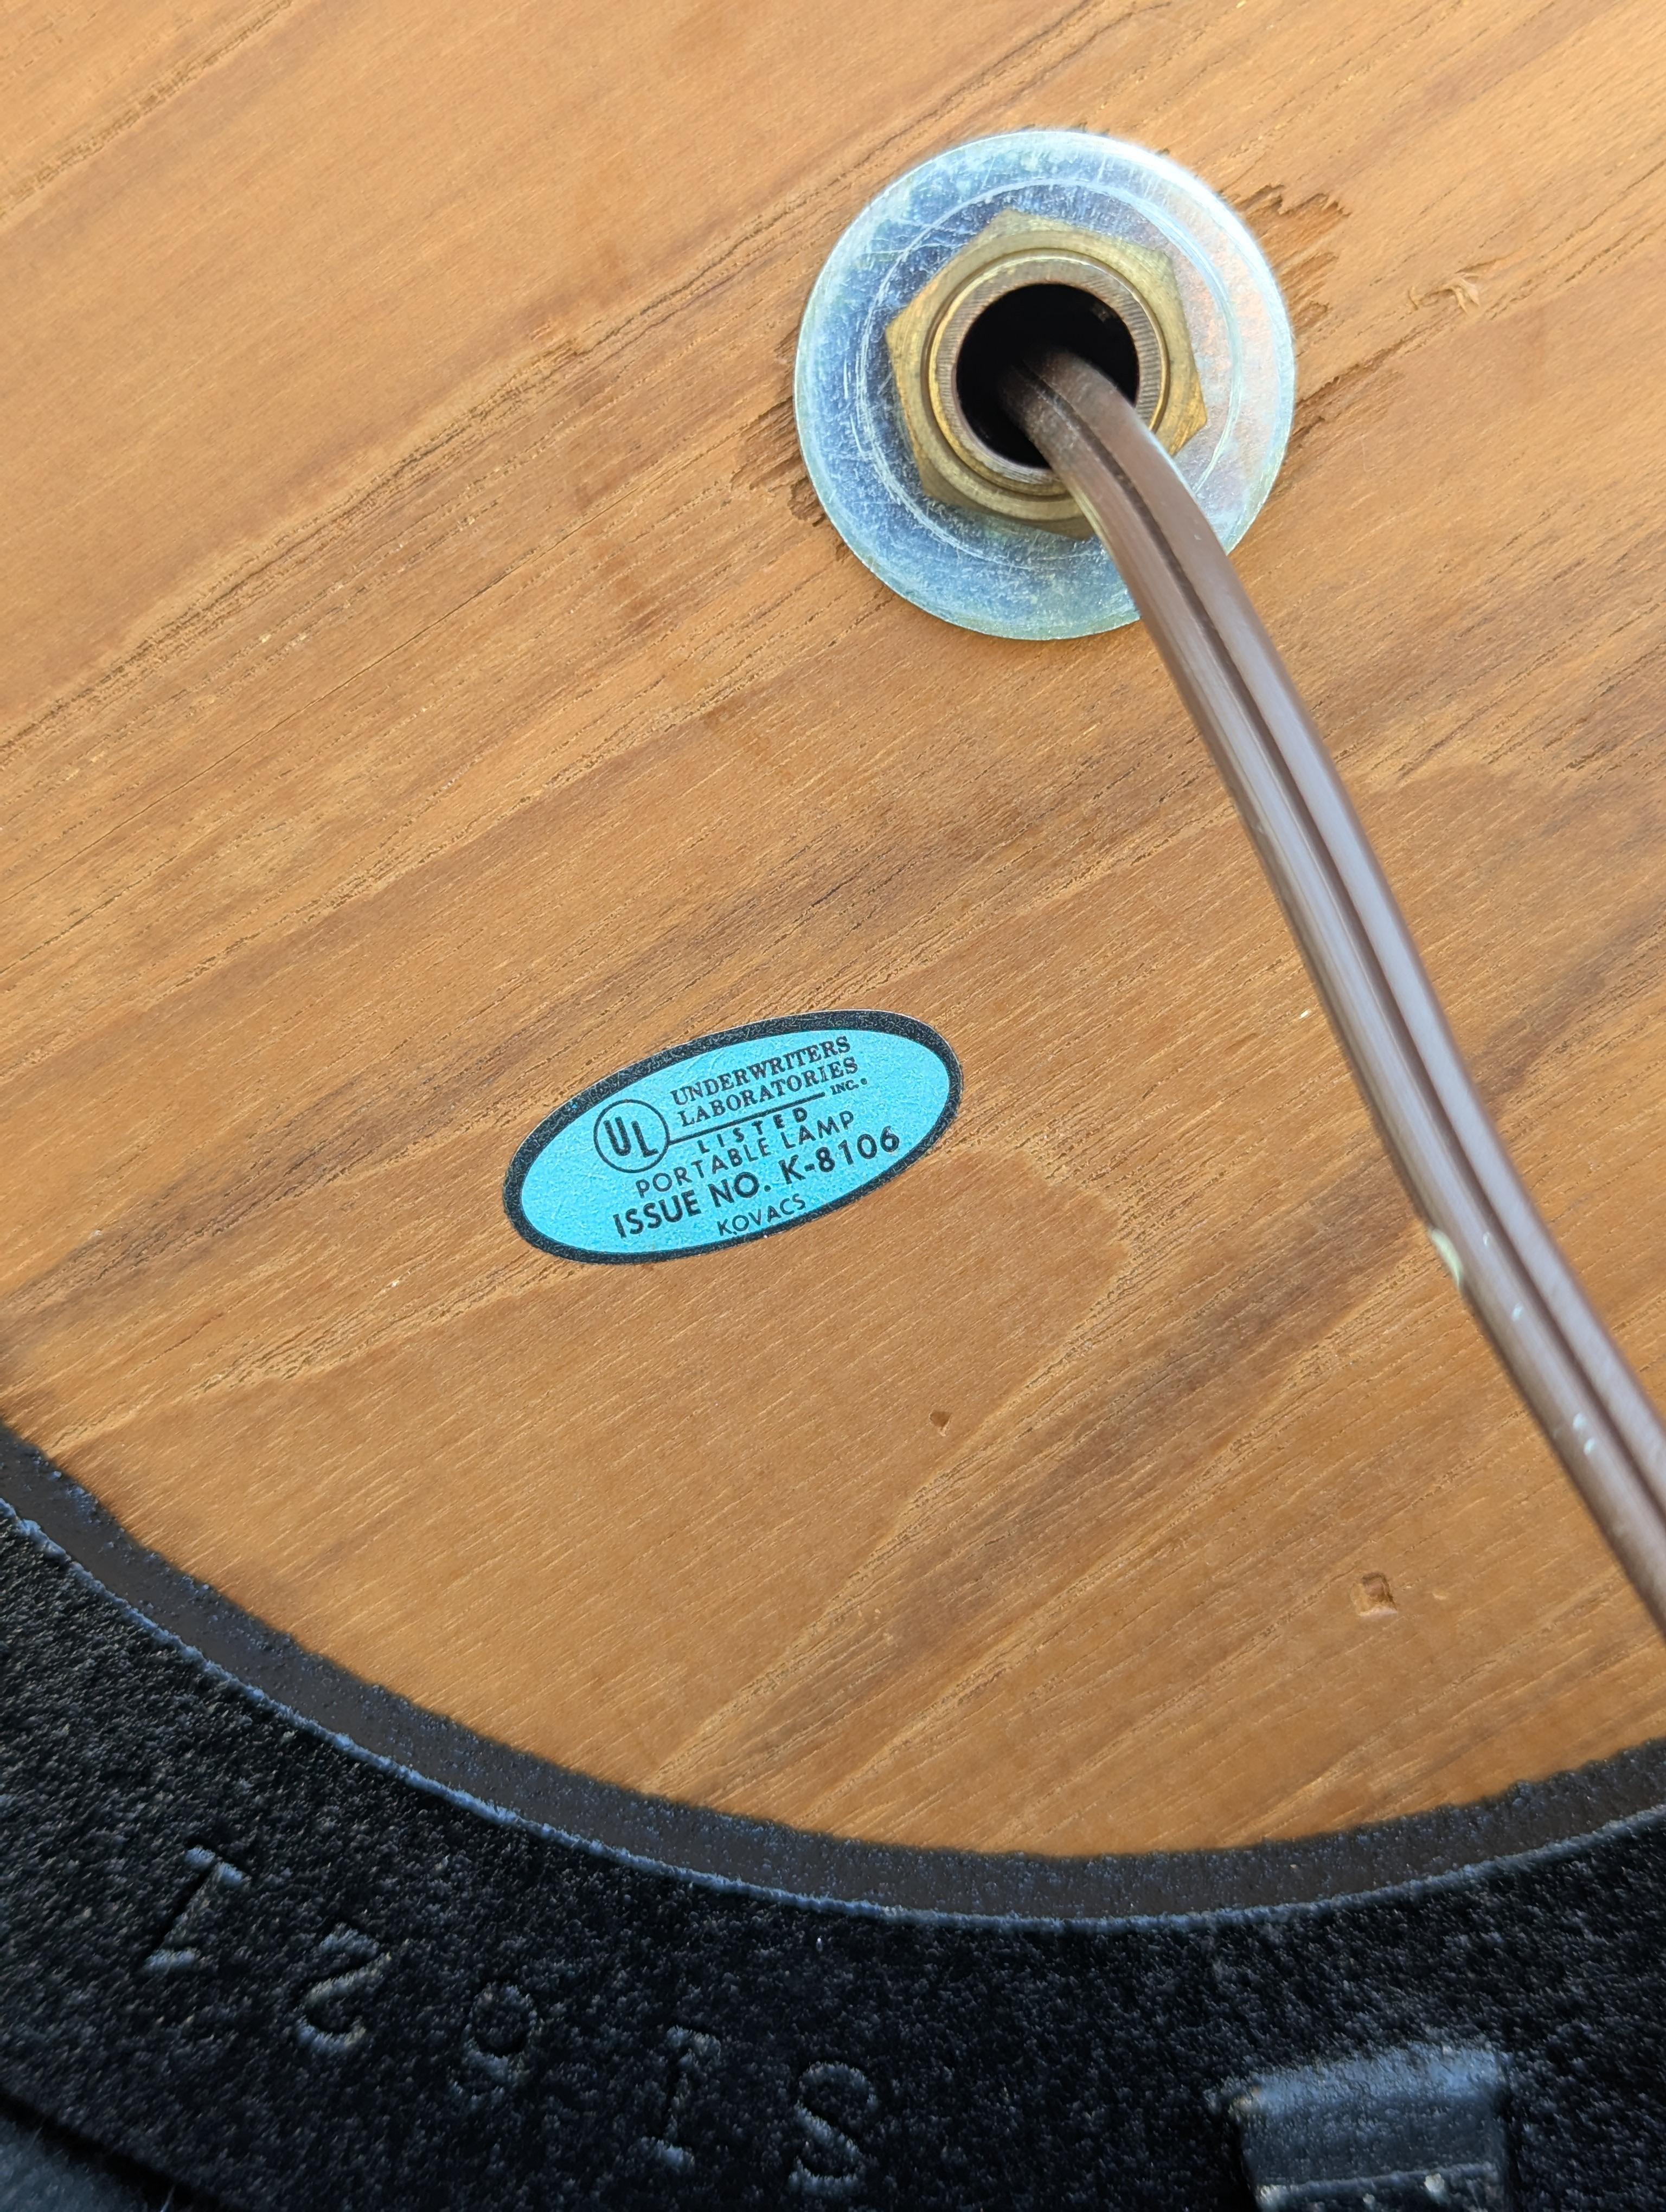 UL
UNDERWRITERS
LABORATORIES
INC.®
LISTED
PORTABLE LAMP
ISSUE NO. K-8106
KOVACS